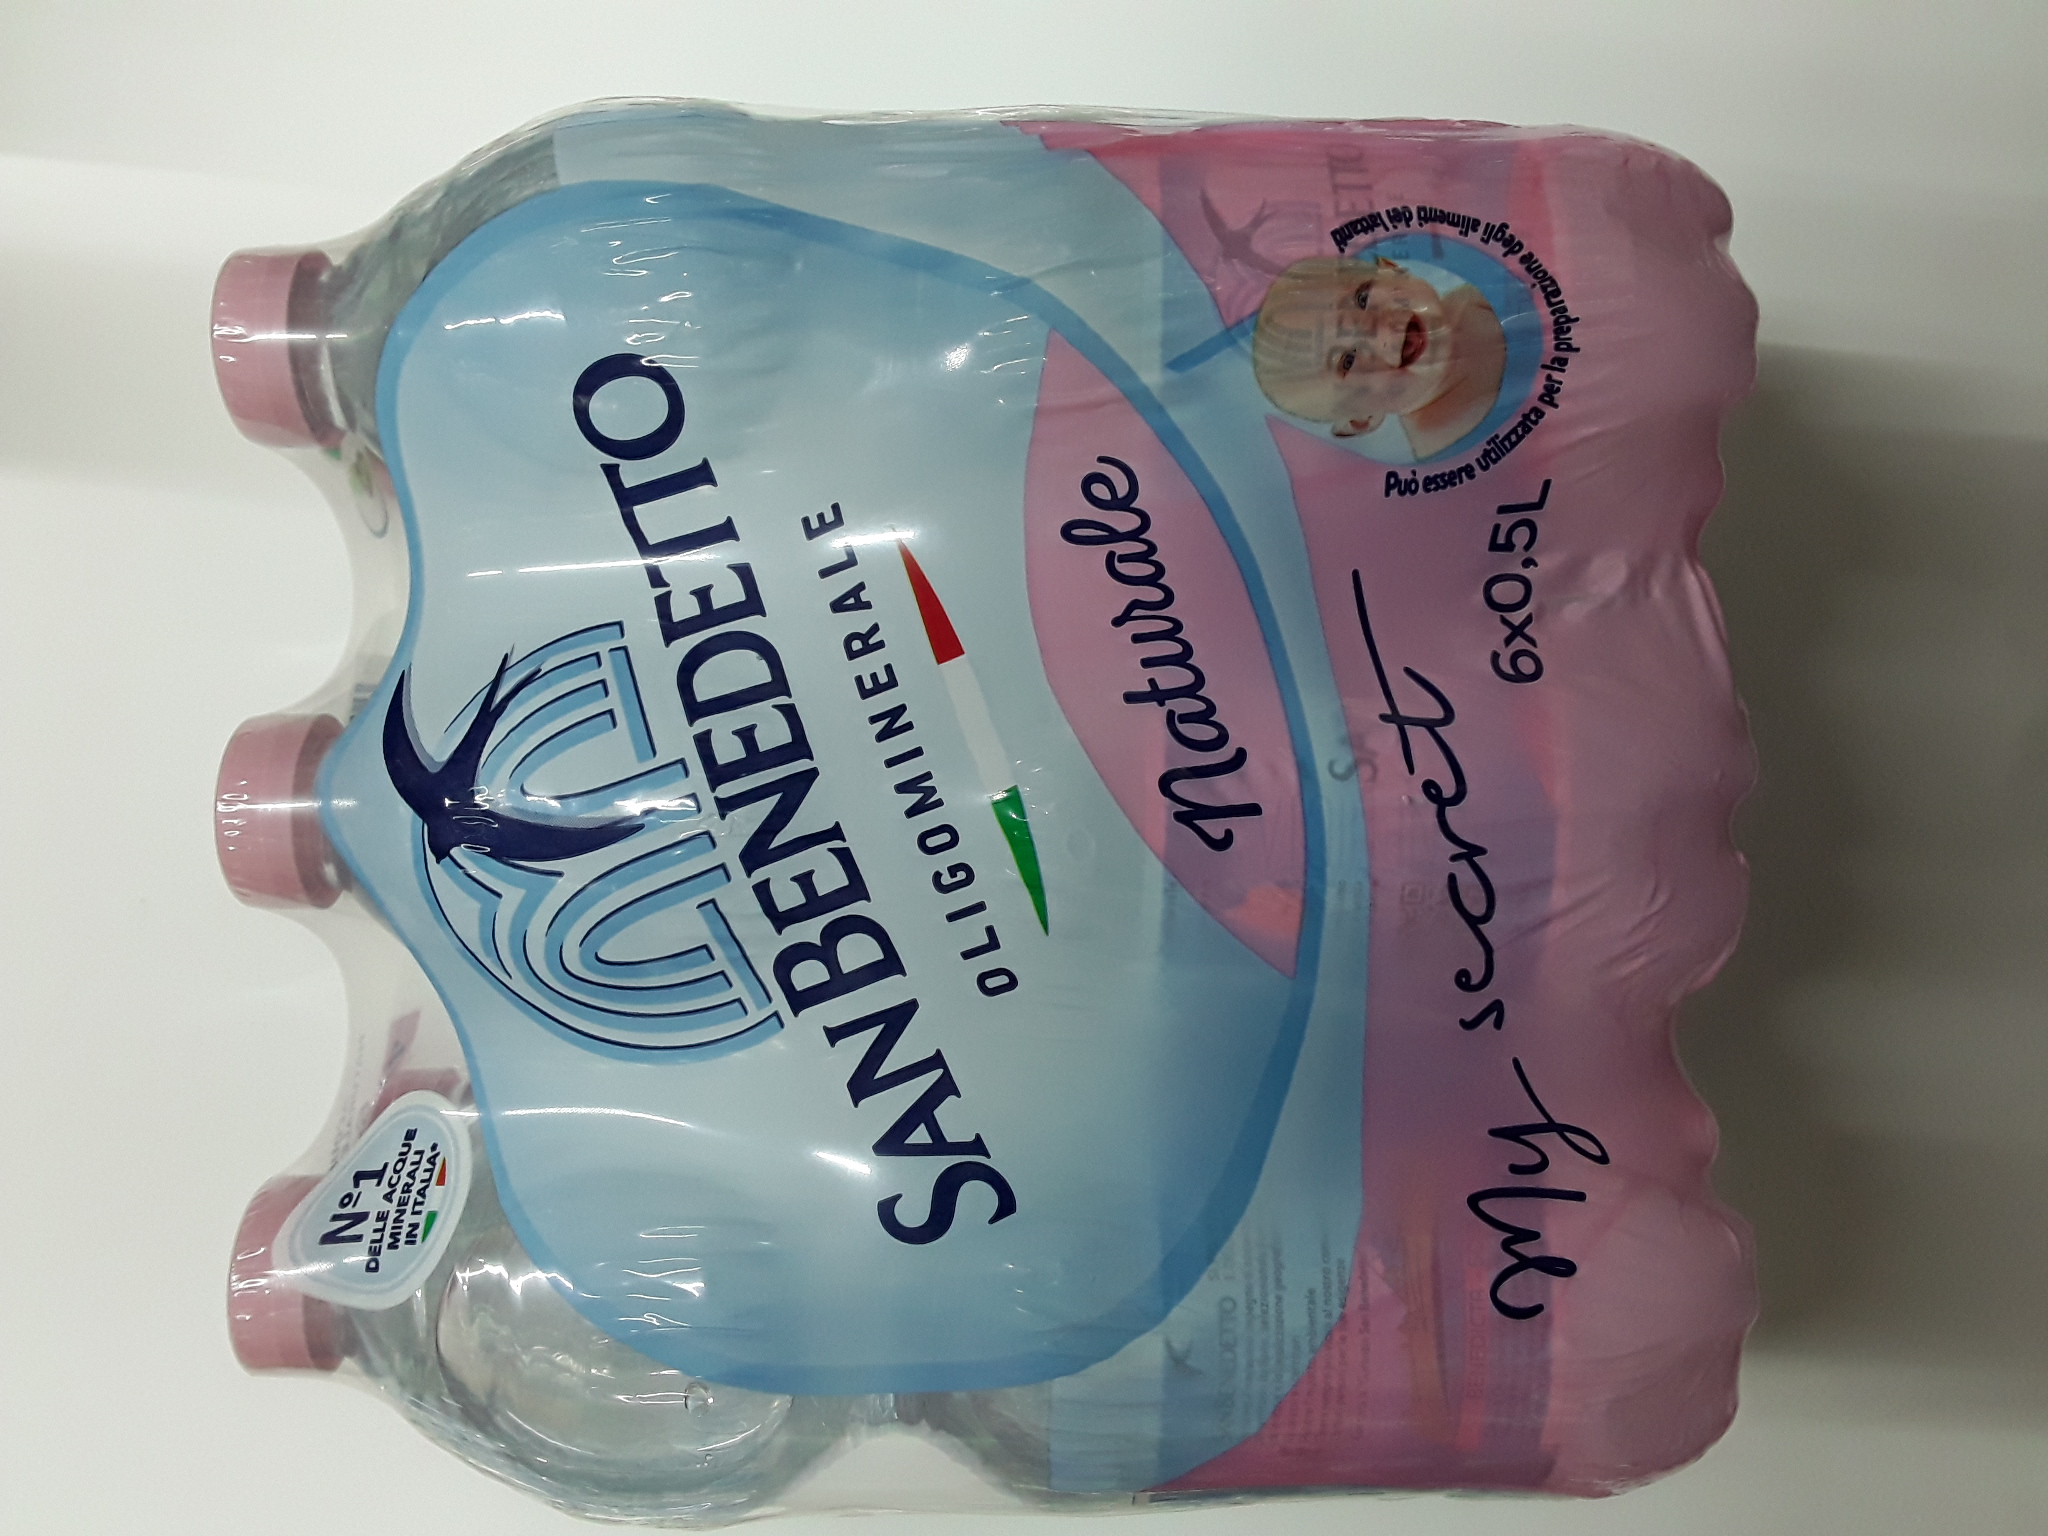 N°1
DELLE ACQUE
MINERALI
IN ITALIA*
SAN BENEDETTO
OLIGOMINERALE
Naturale
Può essere utilizzata per la preparazione degli alimenti dei lattanti
My secret
6x0,5L